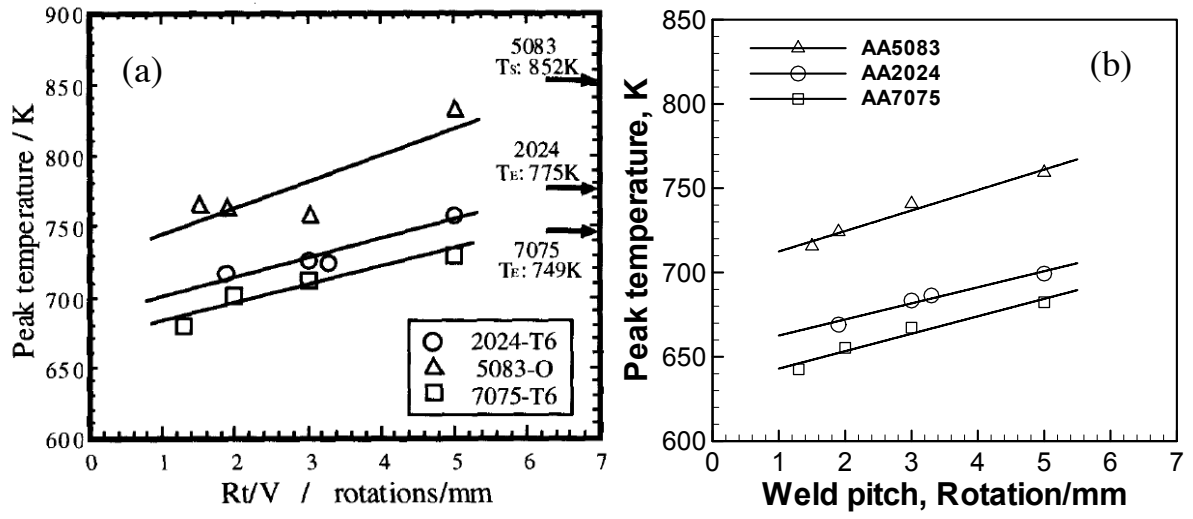 900
850
800
750
700
650
600
0
1
2
3
4
5
6
7
Peak temperature / K
Rt/V / rotations/mm
(a)
5083
Ts: 852K
2024
TE: 775K
7075
TE: 749K
2024-T6
5083-O
7075-T6
850
800
750
700
650
600
0
1
2
3
4
5
6
7
Peak temperature, K
Weld pitch, Rotation/mm
(b)
AA5083
AA2024
AA7075